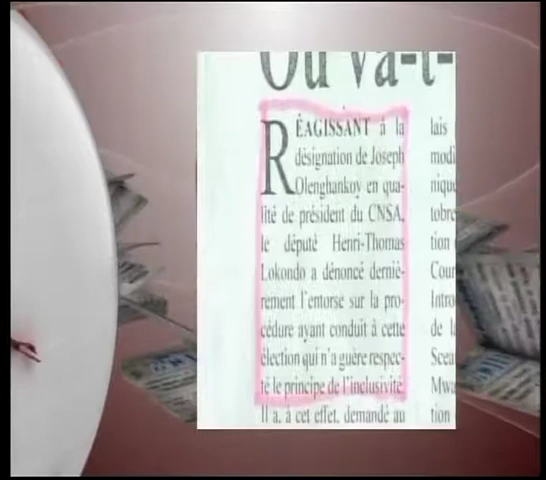 Où va-t-
RÉAGISSANT à la
désignation de Joseph
Olenghankoy en qua-
lité de président du CNSA,
le député Henri-Thomas
Lokondo a dénoncé derniè-
rement l'entorse sur la pro-
cédure ayant conduit à cette
élection qui n'a guère respec-
té le principe de l'inclusivité.
Il a, à cet effet, demandé au
lais
modi
nique
tobre
tion
Cour
Intro
de l
Scea
Mwa
tion